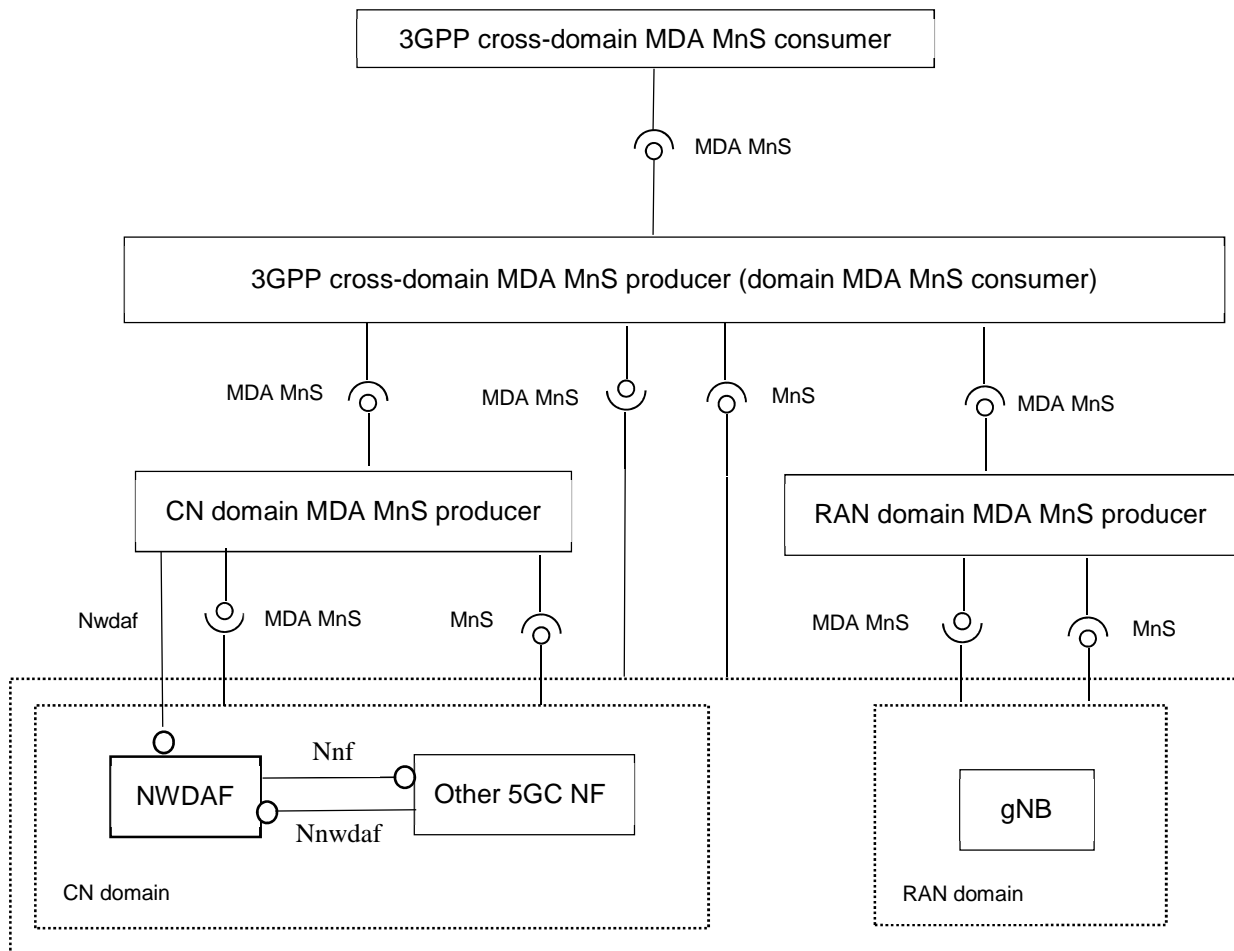 3GPP cross-domain MDA MnS consumer
MDA MnS
3GPP cross-domain MDA MnS producer (domain MDA MnS consumer)
MDA MnS
MDA MnS
MnS
MDA MnS
CN domain MDA MnS producer
RAN domain MDA MnS producer
Nwdaf
MDA MnS
MnS
MDA MnS
MnS
NWDAF
Nnf
Other 5GC NF
Nnwdaf
gNB
CN domain
RAN domain